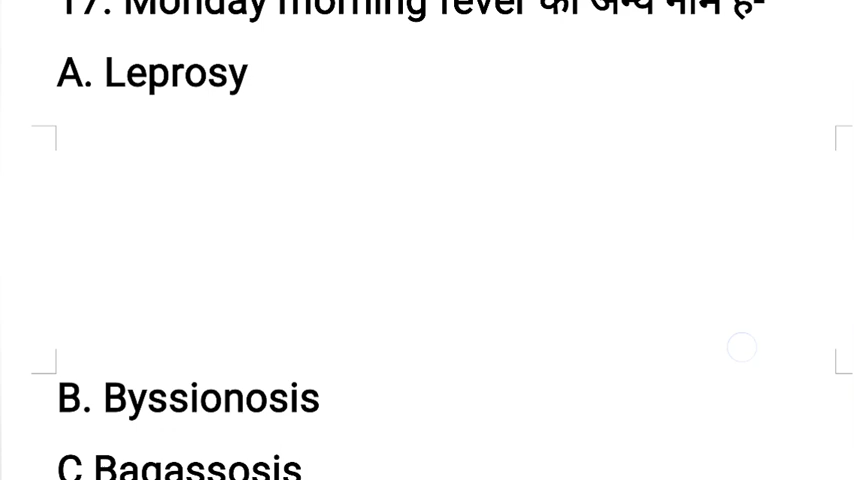 17. Monday morning fever का अन्य नाम है-
A. Leprosy
B. Byssionosis
C Bagassosis